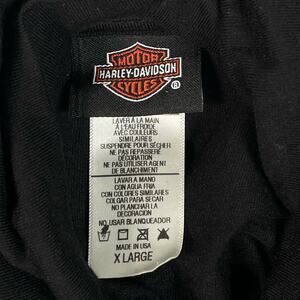 MOTOR
HARLEY-DAVIDSON
CYCLES
®
LAVER À LA MAIN
À L'EAU FROIDE
AVEC COULEURS
SIMILAIRES
SUSPENDRE POUR SÉCHER
NE PAS REPASSER
DÉCORATION
NE PAS UTILISER AGENT
DE BLANCHIMENT
LAVAR A MANO
CON AGUA FRIA
CON COLORES SIMILARES
COLGAR PARA SECAR
NO PLANCHAR LA
DECORACION
NO USAR BLANQUEADOR
MADE IN USA
X LARGE